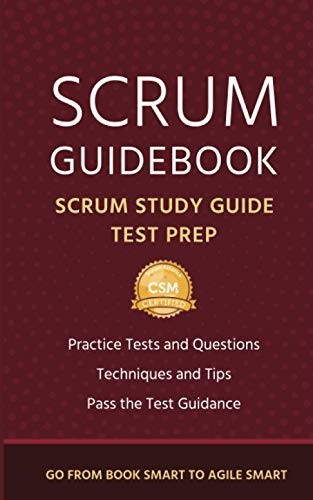 SCRUM
GUIDEBOOK
SCRUM STUDY GUIDE
TEST PREP
CSM
CERTIFIED
Practice Tests and Questions
Techniques and Tips
Pass the Test Guidance
GO FROM BOOK SMART TO AGILE SMART